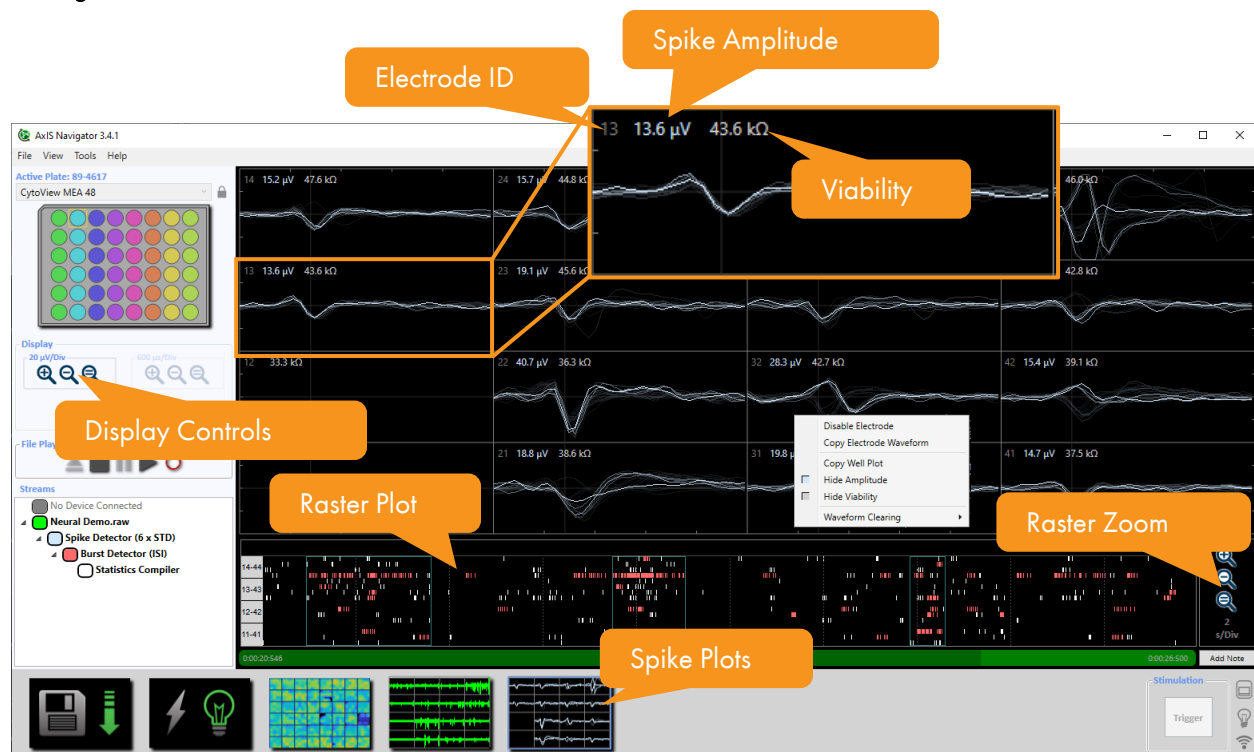 Spike Amplitude
Electrode ID
13 13.6 µV 43.6 kΩ
Viability
AxIS Navigator 3.4.1
File View Tools Help
Active Plate: 89-4617
CytoView MEA 48
14 15.2 µV 47.6 kΩ
24 15.7 µV 44.8 kΩ
46.0 kΩ
13 13.6 µV 43.6 kΩ
23 19.1 µV 45.6 kΩ
42.8 kΩ
Display
20 µV/Div
600 µs/Div
12 33.3 kΩ
22 40.7 µV 36.3 kΩ
32 28.3 µV 42.7 kΩ
42 15.4 µV 39.1 kΩ
Display Controls
Disable Electrode
Copy Electrode Waveform
Copy Well Plot
Hide Amplitude
Hide Viability
Waveform Clearing
File Play
21 18.8 µV 38.6 kΩ
31 19.8 µ
41 14.7 µV 37.5 kΩ
Streams
No Device Connected
Neural Demo.raw
Spike Detector (6 x STD)
Burst Detector (ISI)
Statistics Compiler
Raster Plot
Raster Zoom
14-44
13-43
12-42
11-41
2
s/Div
0:00:20:546
0:00:26:500
Add Note
Spike Plots
Stimulation
Trigger